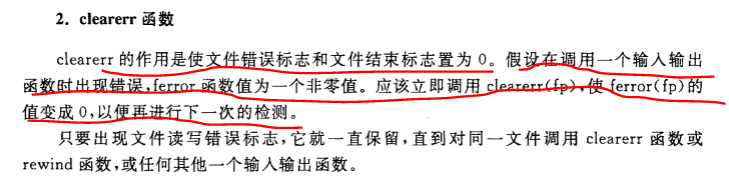 2. clearerr 函数
clearerr 的作用是使文件错误标志和文件结束标志置为 0。假设在调用一个输入输出
函数时出现错误,ferror 函数值为一个非零值。应该立即调用 clearerr(fp),使 ferror(fp)的
值变成 0,以便再进行下一次的检测。
只要出现文件读写错误标志,它就一直保留,直到对同一文件调用 clearerr 函数或
rewind 函数,或任何其他一个输入输出函数。